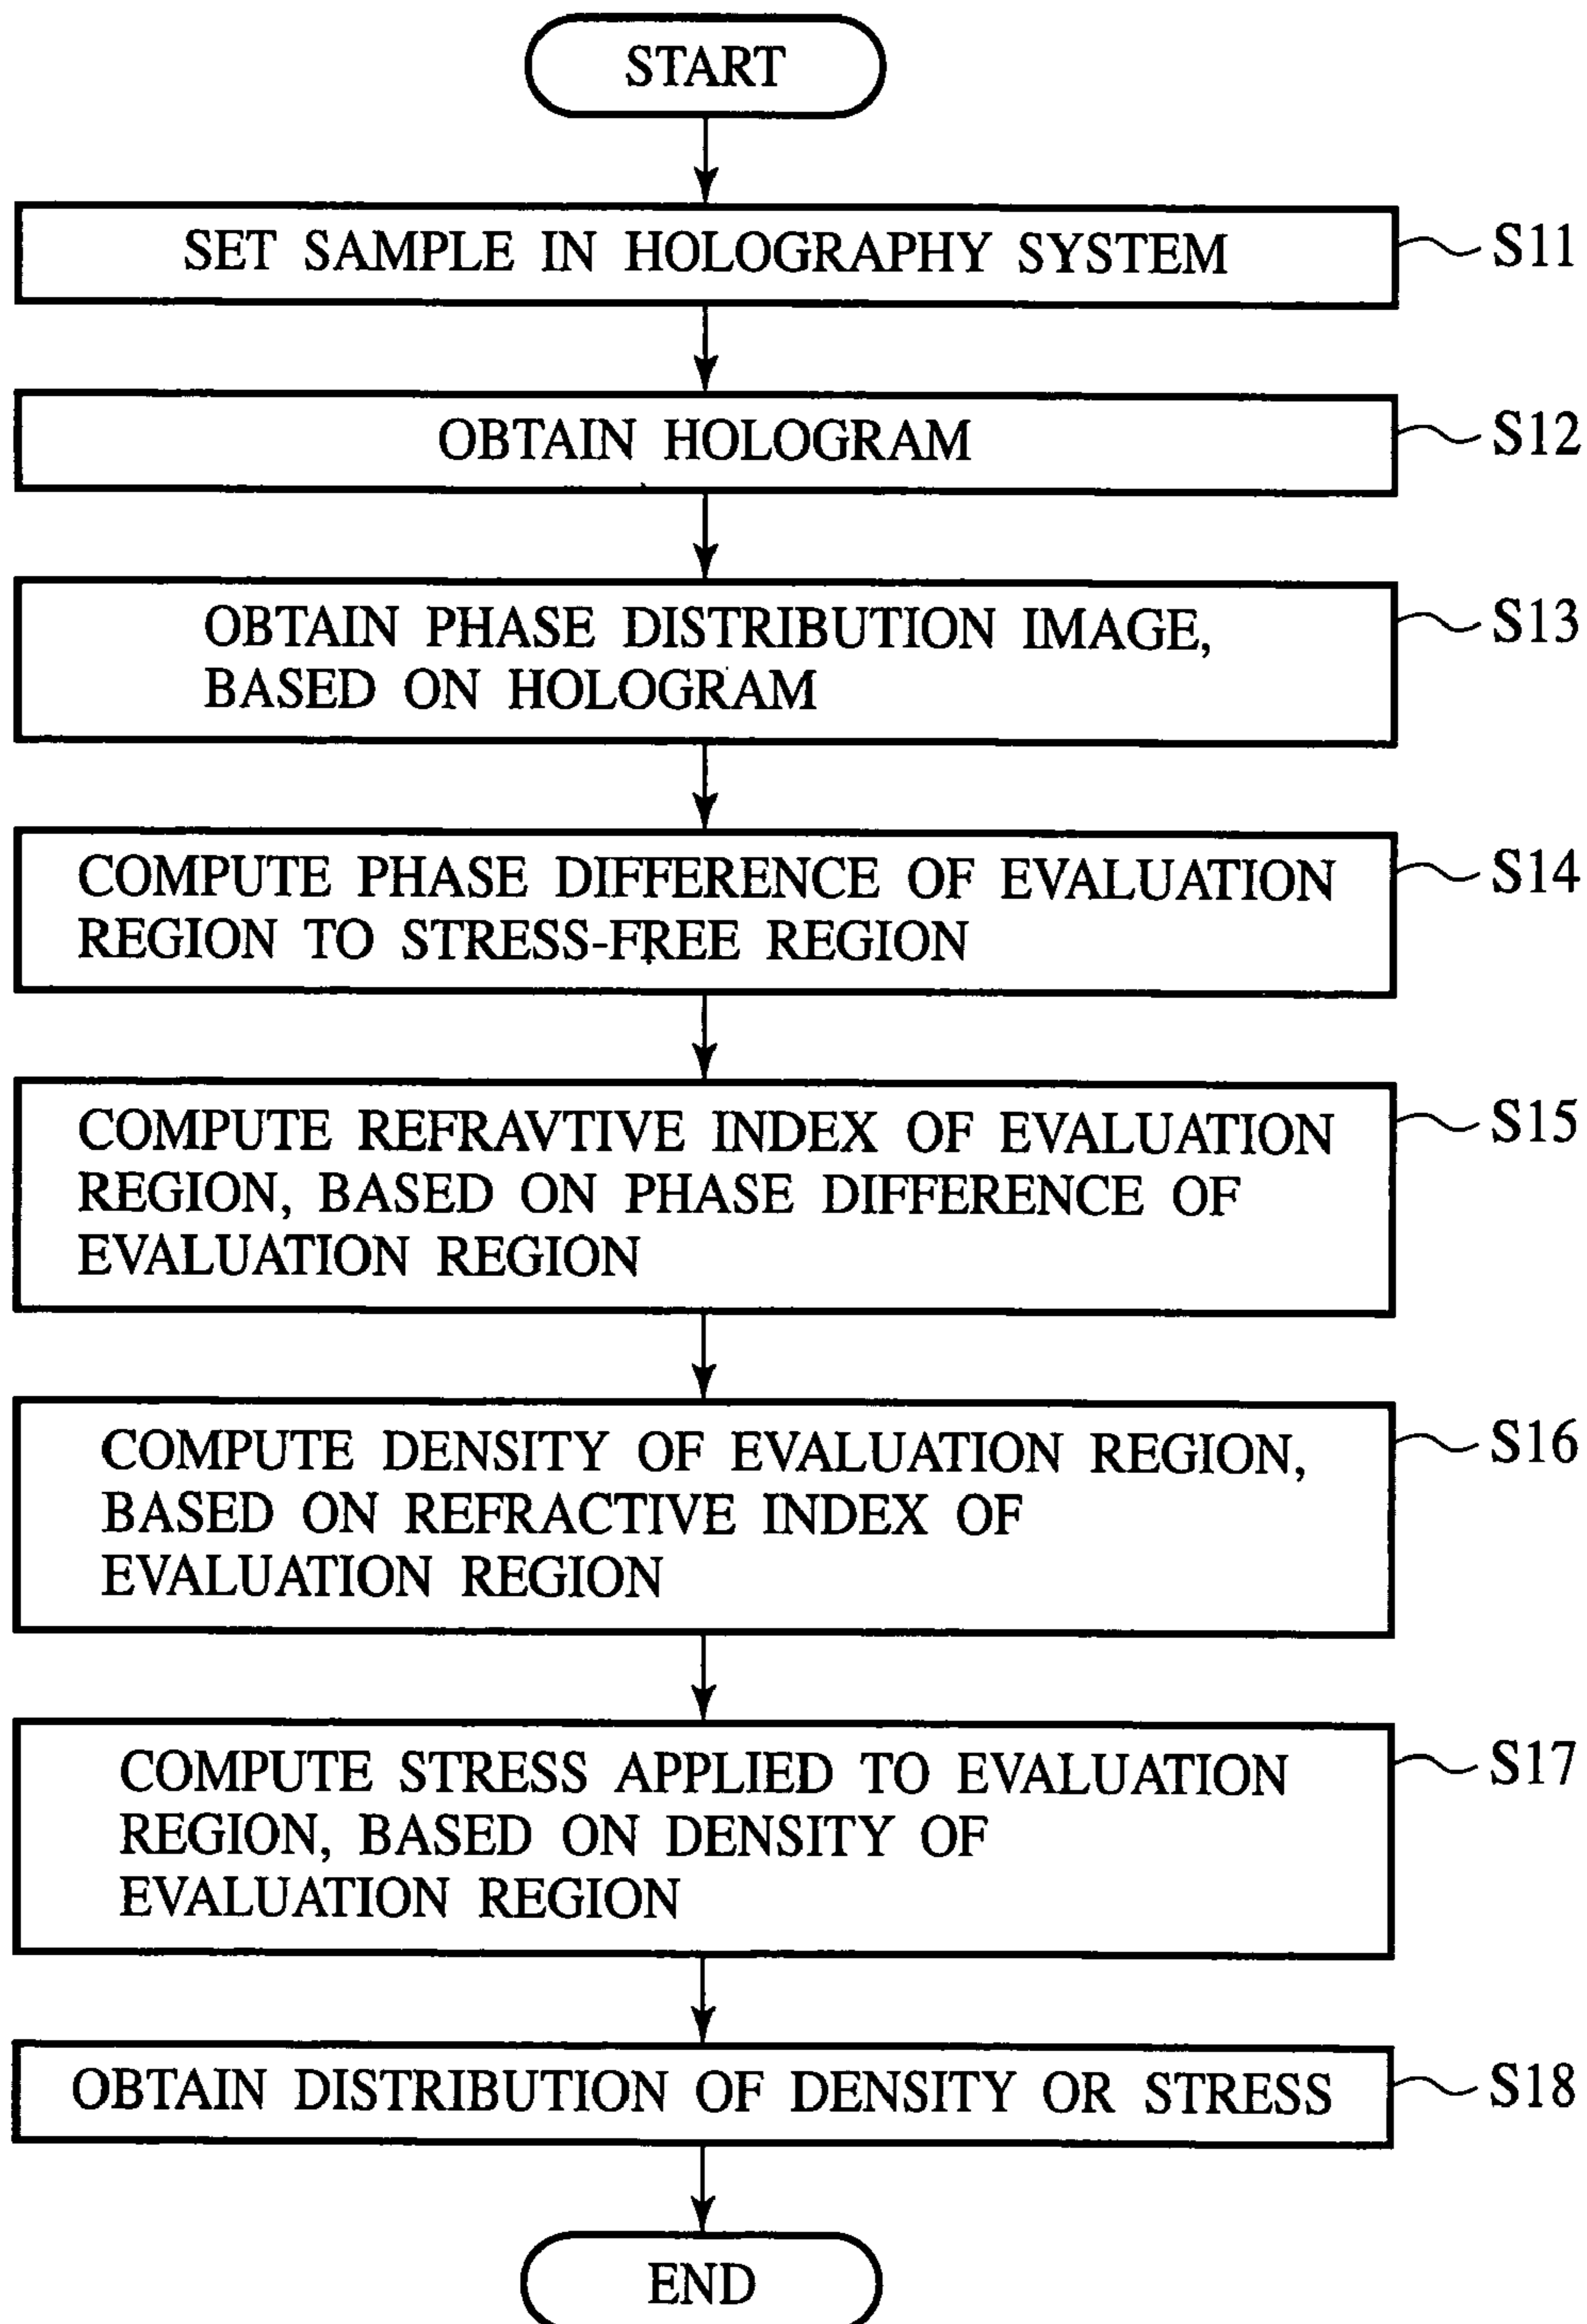 START
SET SAMPLE IN HOLOGRAPHY SYSTEM
S11
OBTAIN HOLOGRAM
S12
OBTAIN PHASE DISTRIBUTION IMAGE,
BASED ON HOLOGRAM
S13
COMPUTE PHASE DIFFERENCE OF EVALUATION
REGION TO STRESS-FREE REGION
S14
COMPUTE REFRAVTIVE INDEX OF EVALUATION
REGION, BASED ON PHASE DIFFERENCE OF
EVALUATION REGION
S15
COMPUTE DENSITY OF EVALUATION REGION,
BASED ON REFRACTIVE INDEX OF
EVALUATION REGION
S16
COMPUTE STRESS APPLIED TO EVALUATION
REGION, BASED ON DENSITY OF
EVALUATION REGION
S17
OBTAIN DISTRIBUTION OF DENSITY OR STRESS
S18
END